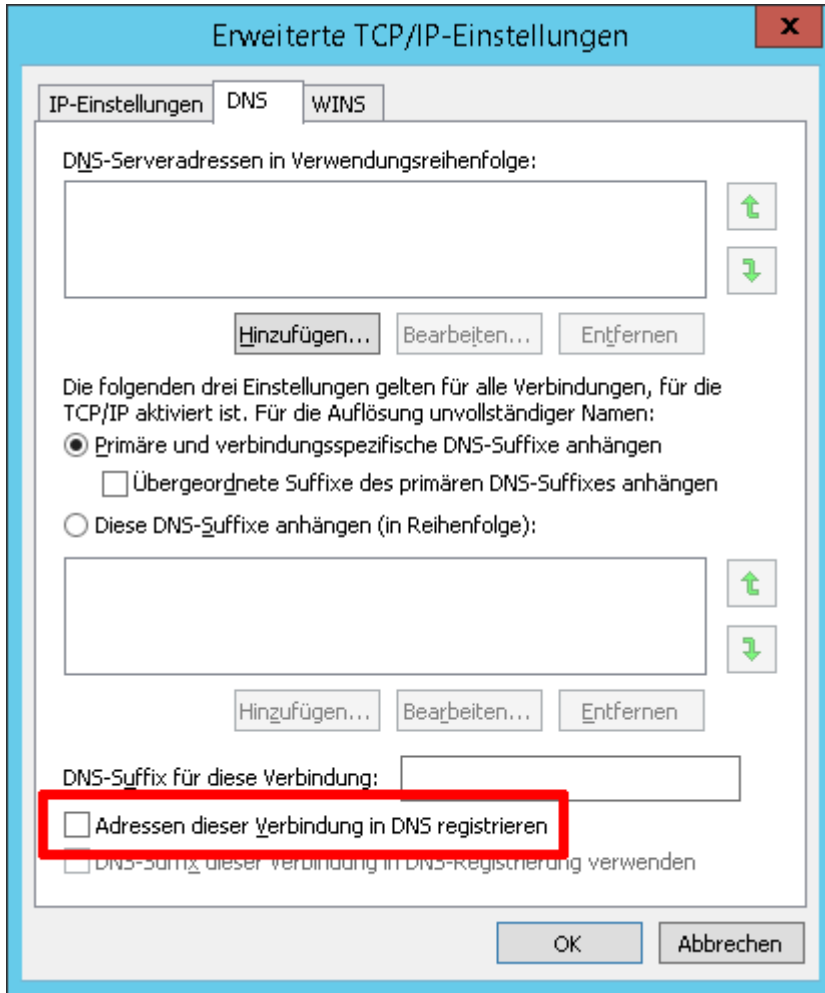 Erweiterte TCP/IP-Einstellungen
x
IP-Einstellungen DNS WINS
DNS-Serveradressen in Verwendungsreihenfolge:
Hinzufügen... Bearbeiten... Entfernen
Die folgenden drei Einstellungen gelten für alle Verbindungen, für die
TCP/IP aktiviert ist. Für die Auflösung unvollständiger Namen:
Primäre und verbindungsspezifische DNS-Suffixe anhängen
Übergeordnete Suffixe des primären DNS-Suffixes anhängen
Diese DNS-Suffixe anhängen (in Reihenfolge):
Hinzufügen... Bearbeiten... Entfernen
DNS-Suffix für diese Verbindung:
Adressen dieser Verbindung in DNS registrieren
DNS-Suffix dieser Verbindung in DNS-Registrierung verwenden
OK Abbrechen